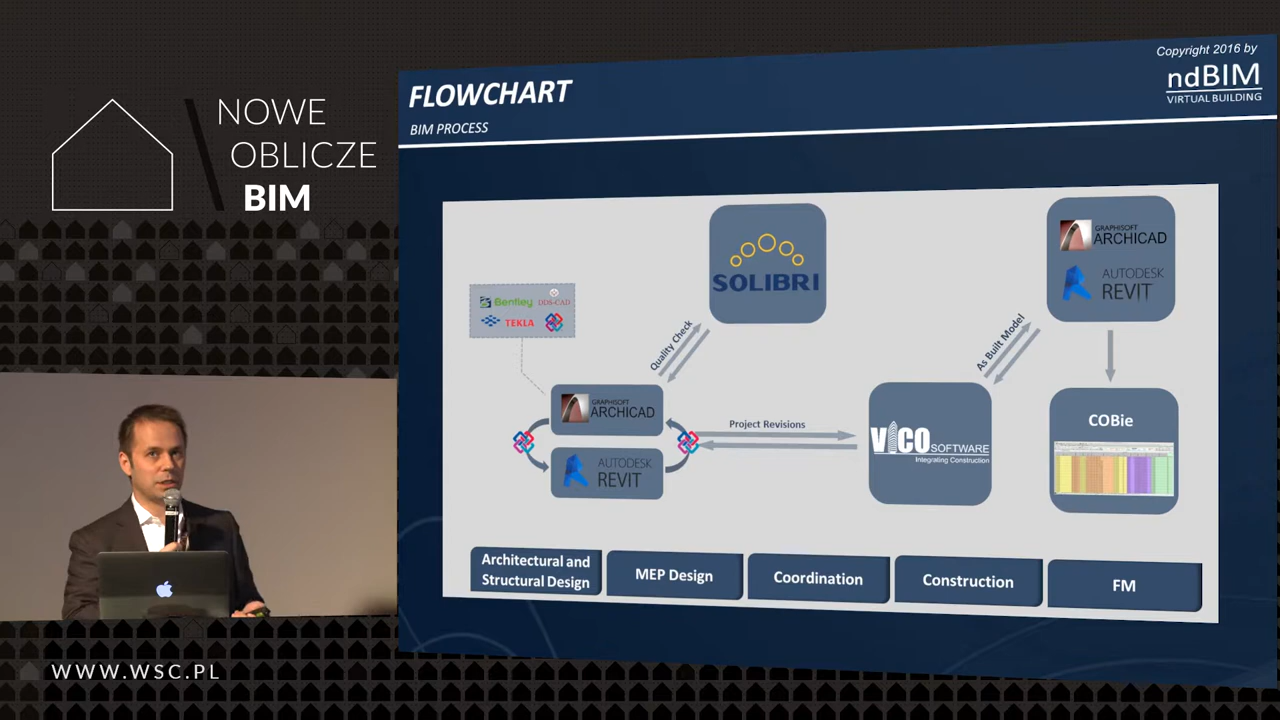 NOWE
OBLICZE
BIM
WWW.WSC.PL
Copyright 2016 by
ndBIM
VIRTUAL BUILDING
FLOWCHART
BIM PROCESS
SOLIBRI
GRAPHISOFT
ARCHICAD
AUTODESK
REVIT
Bentley
DDS-CAD
TEKLA
Quality Check
As Built Model
GRAPHISOFT
ARCHICAD
AUTODESK
REVIT
Project Revisions
VICO SOFTWARE
Integrating Construction
COBie
Architectural and
Structural Design
MEP Design
Coordination
Construction
FM